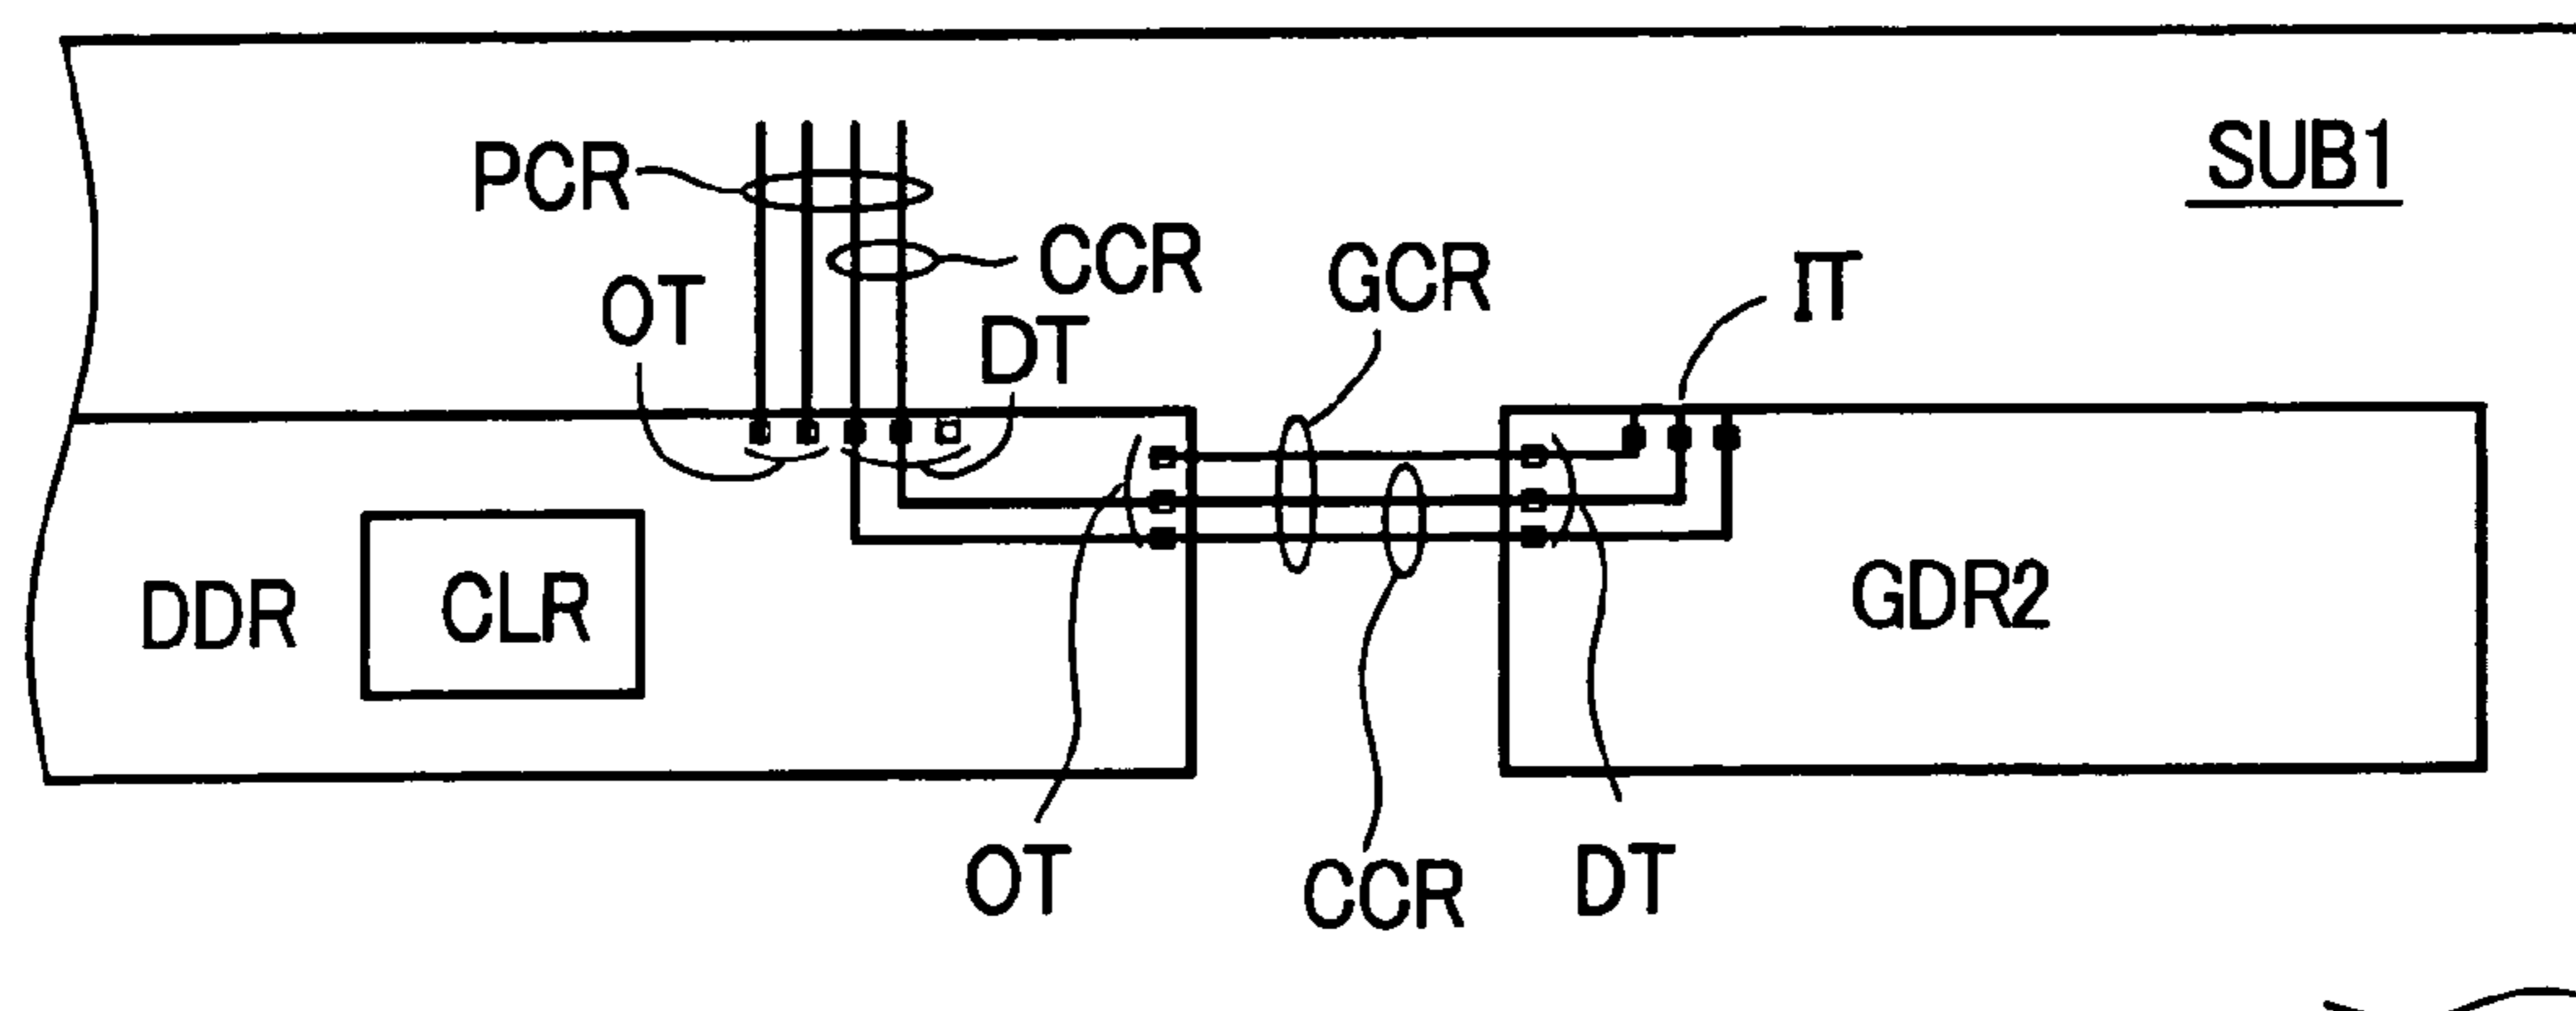 SUB1
PCR
CCR
GCR
IT
OT
DT
DDR
CLR
GDR2
OT
CCR
DT